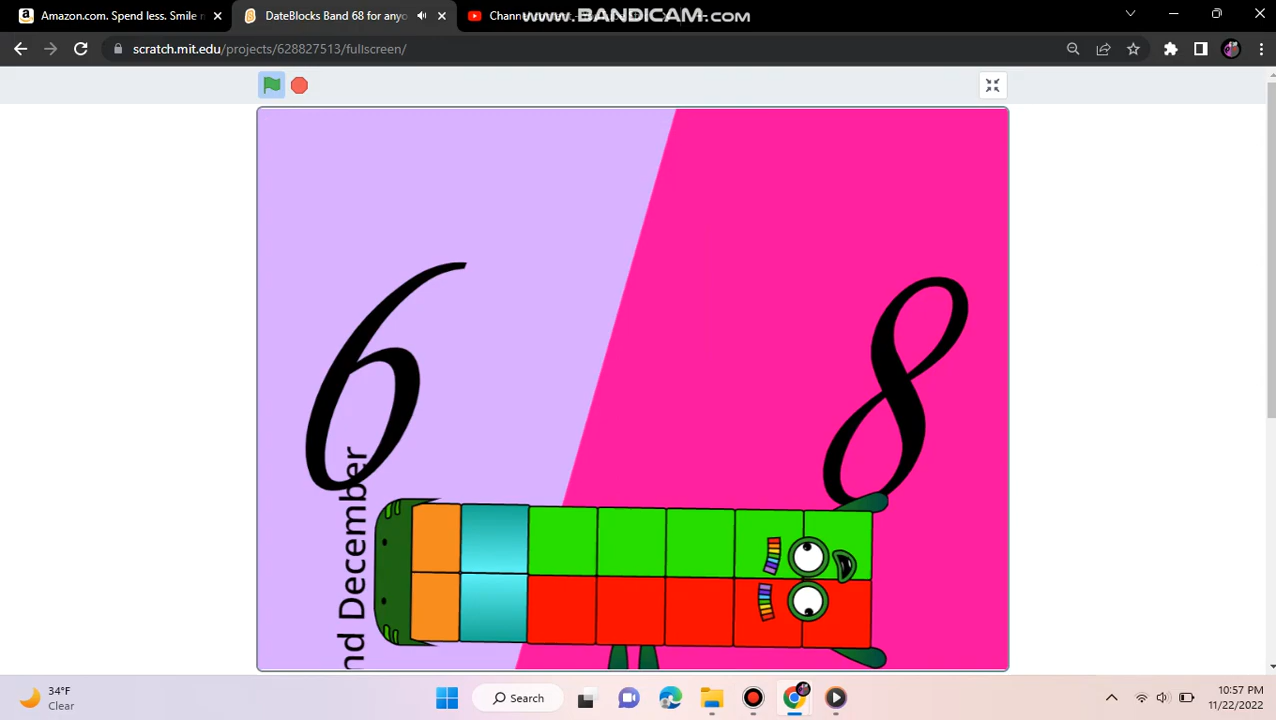 Amazon.com. Spend less. Smile m
DateBlocks Band 68 for anyo
Channe
WWW.BANDICAM.COM
scratch.mit.edu/projects/628827513/fullscreen/
6
8
nd December
34°F
Clear
Search
10:57 PM
11/22/2022